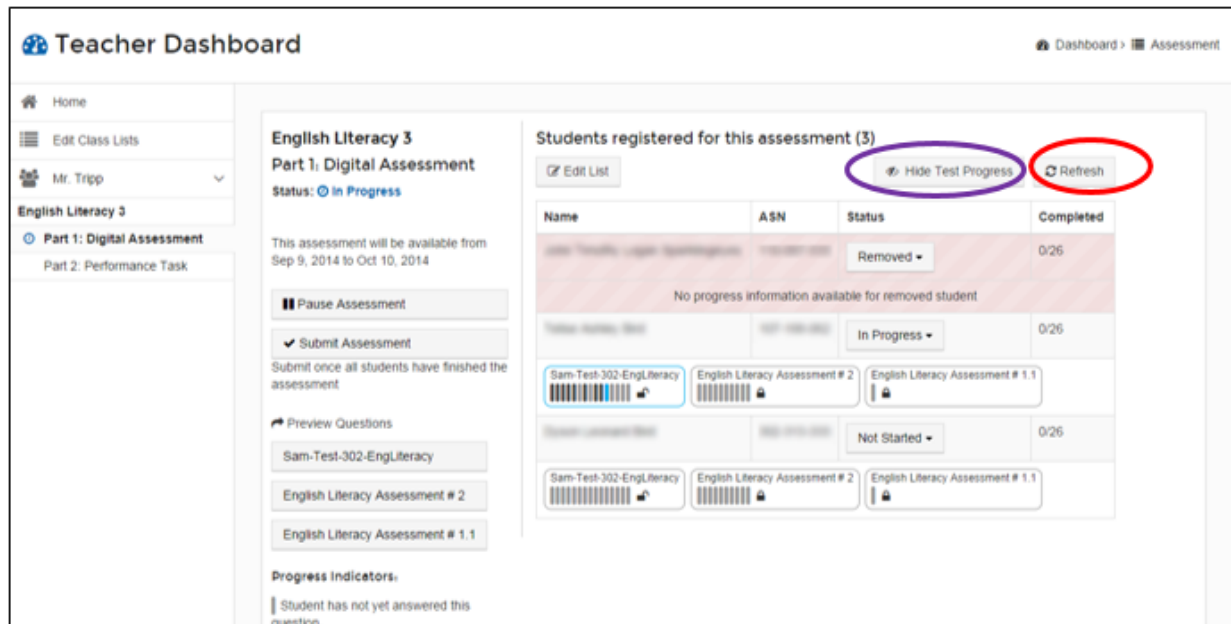 Teacher Dashboard
Dashboard > Assessment
Home
Edit Class Lists
Mr. Tripp
English Literacy 3
Part 1: Digital Assessment
Part 2: Performance Task
English Literacy 3
Part 1: Digital Assessment
Status: In Progress
This assessment will be available from
Sep 9, 2014 to Oct 10, 2014
Pause Assessment
Submit Assessment
Submit once all students have finished the
assessment
Preview Questions
Sam-Test-302-EngLiteracy
English Literacy Assessment # 2
English Literacy Assessment # 1.1
Progress Indicators:
Student has not yet answered this
question
Students registered for this assessment (3)
Edit List
Hide Test Progress
Refresh
Name ASN Status Completed
Removed 0/26
No progress information available for removed student
In Progress 0/26
Sam-Test-302-EngLiteracy English Literacy Assessment # 2 English Literacy Assessment # 1.1
Not Started 0/26
Sam-Test-302-EngLiteracy English Literacy Assessment # 2 English Literacy Assessment # 1.1